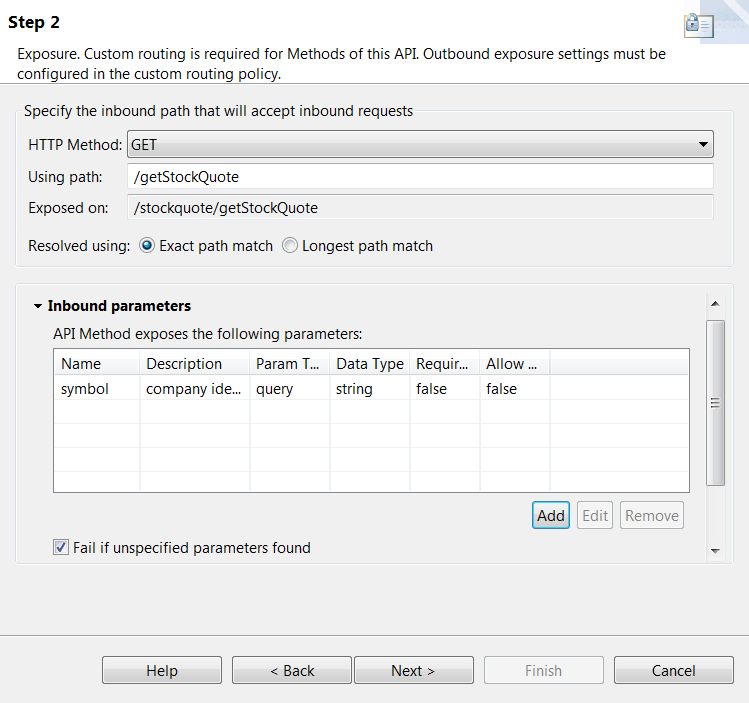 Step 2
Exposure. Custom routing is required for Methods of this API. Outbound exposure settings must be
configured in the custom routing policy.
Specify the inbound path that will accept inbound requests
HTTP Method: GET
Using path: /getStockQuote
Exposed on: /stockquote/getStockQuote
Resolved using: Exact path match Longest path match
Inbound parameters
API Method exposes the following parameters:
Name Description Param T... Data Type Requir... Allow ...
symbol company ide... query string false false
Add Edit Remove
Fail if unspecified parameters found
Help < Back Next > Finish Cancel